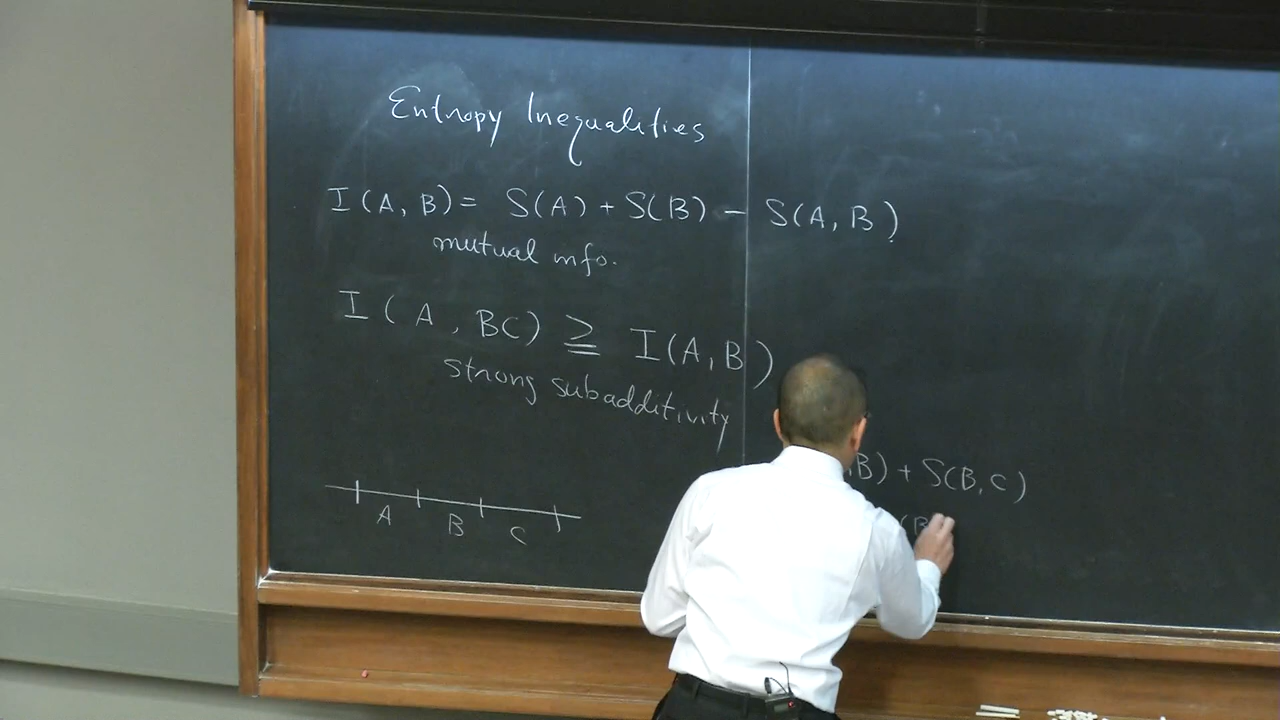 Entropy Inequalities
I(A, B) = S(A) + S(B) - S(A, B)
mutual info.
I(A, BC) ≧ I(A, B)
strong subadditivity
,B) + S(B,C)
(B
A B C